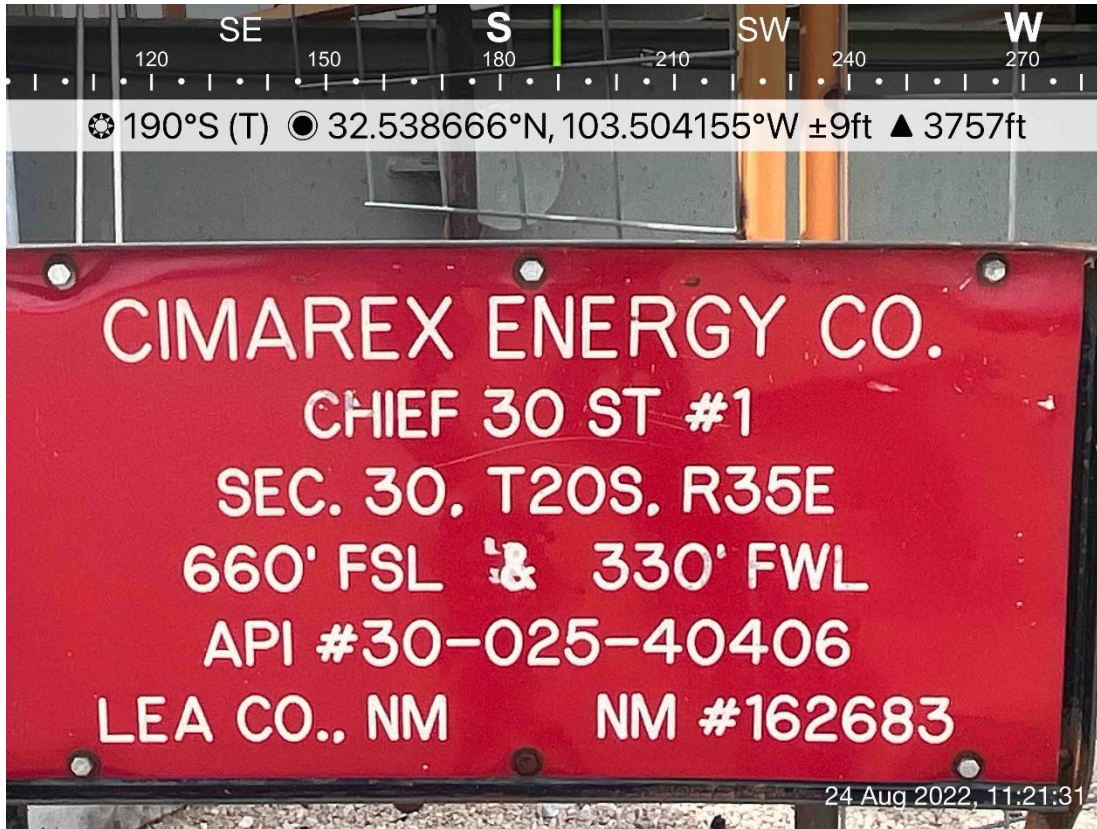 SE S SW W
120 150 180 210 240 270
190°S (T) 32.538666°N, 103.504155°W ±9ft ▲ 3757ft
CIMAREX ENERGY CO.
CHIEF 30 ST #1
SEC. 30, T20S, R35E
660' FSL & 330' FWL
API #30-025-40406
LEA CO., NM NM #162683
24 Aug 2022, 11:21:31